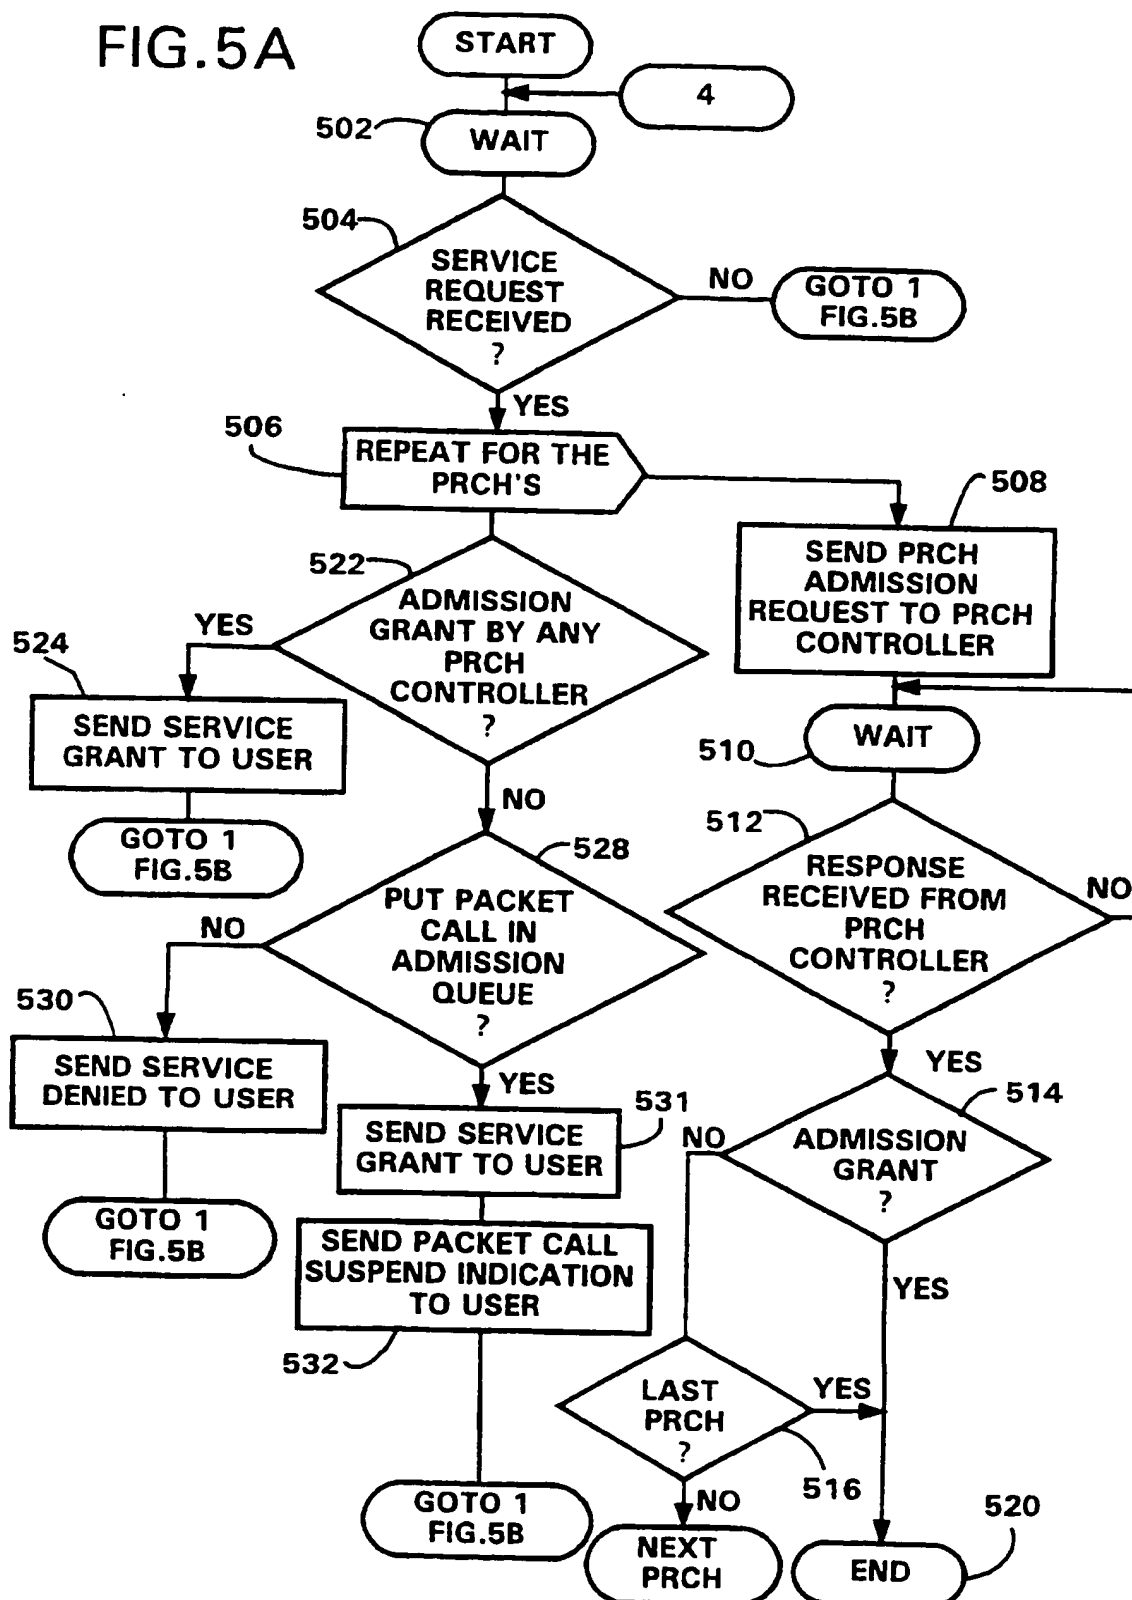 FIG.5A
START
4
502
WAIT
504
SERVICE
REQUEST
RECEIVED
?
NO
GOTO 1
FIG.5B
YES
506
REPEAT FOR THE
PRCH'S
508
SEND PRCH
ADMISSION
REQUEST TO PRCH
CONTROLLER
522
ADMISSION
GRANT BY ANY
PRCH
CONTROLLER
?
YES
524
SEND SERVICE
GRANT TO USER
GOTO 1
FIG.5B
NO
510
WAIT
512
RESPONSE
RECEIVED FROM
PRCH
CONTROLLER
?
NO
528
PUT PACKET
CALL IN
ADMISSION
QUEUE
?
NO
530
SEND SERVICE
DENIED TO USER
GOTO 1
FIG.5B
YES
531
SEND SERVICE
GRANT TO USER
SEND PACKET CALL
SUSPEND INDICATION
TO USER
532
GOTO 1
FIG.5B
YES
514
ADMISSION
GRANT
?
NO
YES
LAST
PRCH
?
YES
516
NO
NEXT
PRCH
520
END